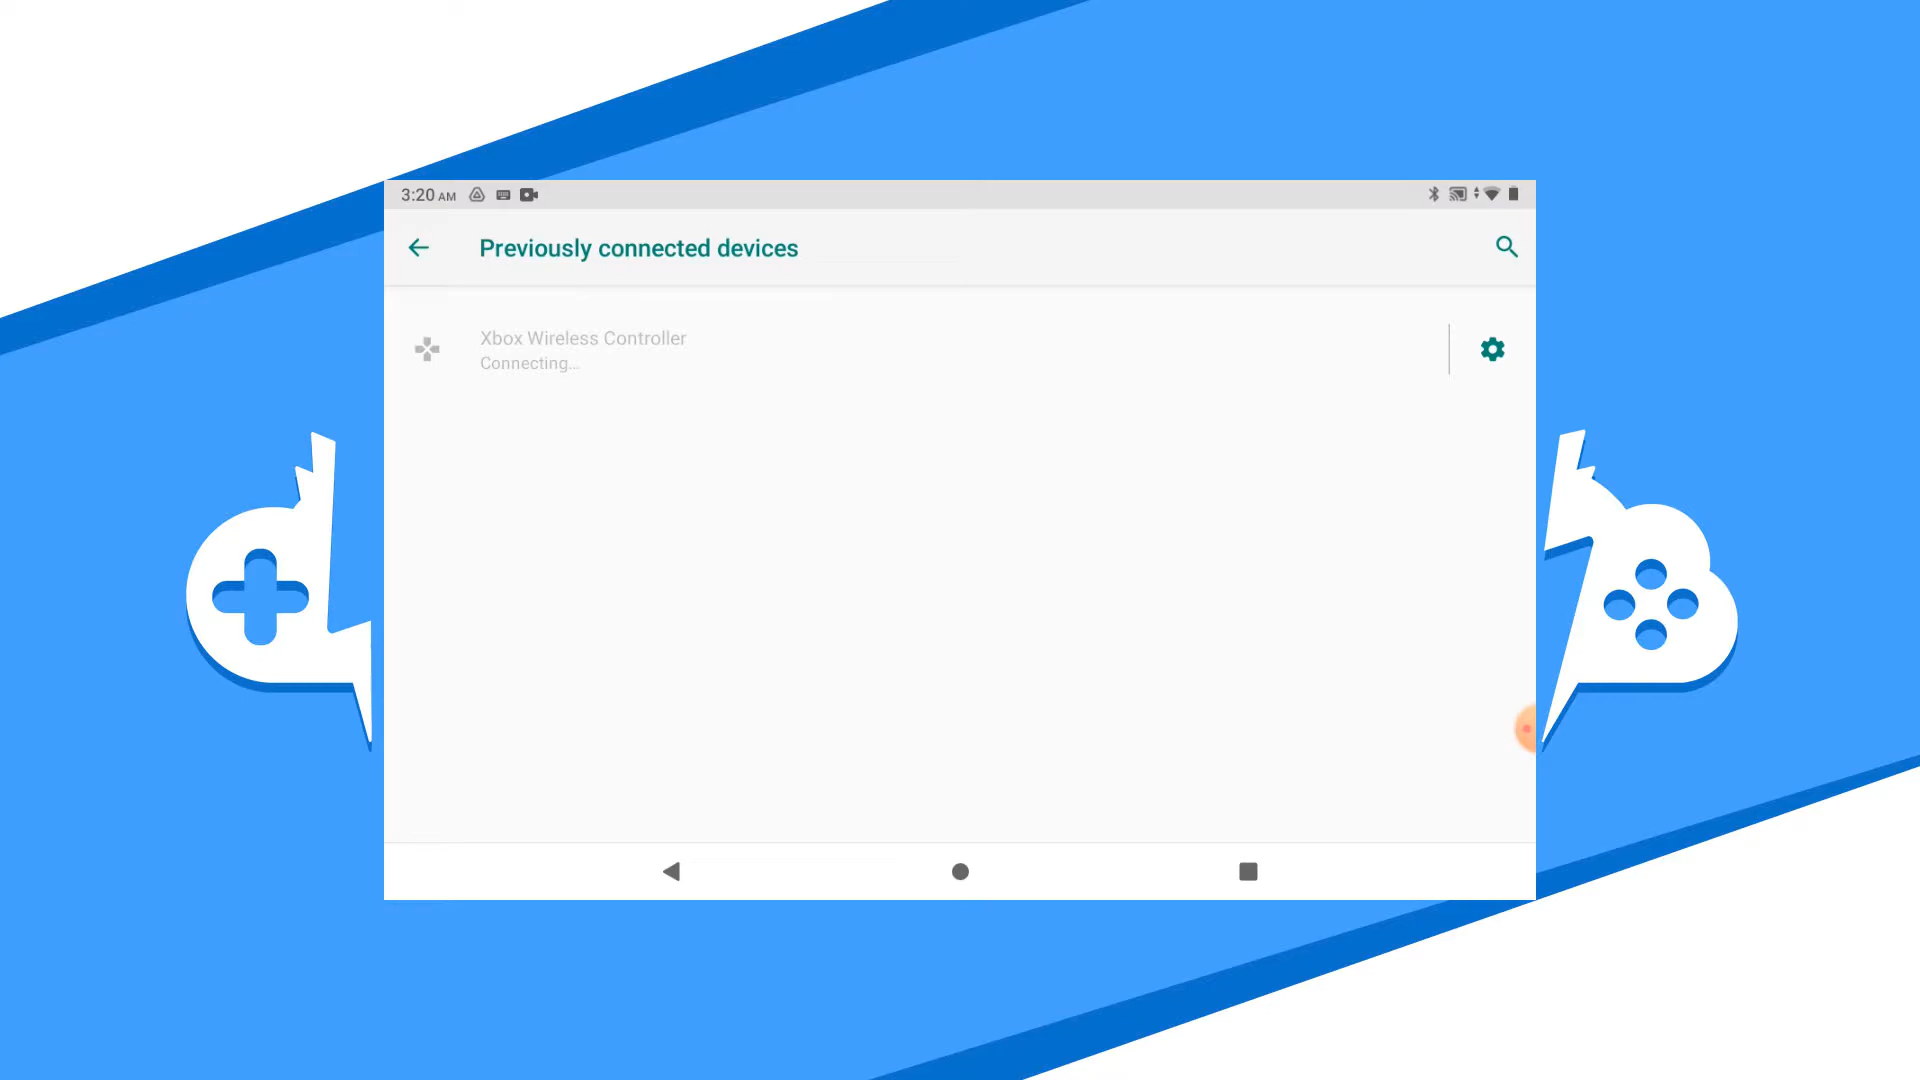 3:20 AM
Previously connected devices
Xbox Wireless Controller
Connecting...